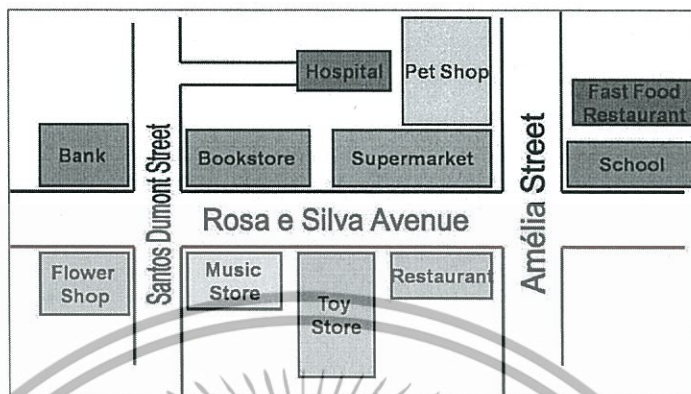 Hospital
Pet Shop
Fast Food
Restaurant
Bank
Bookstore
Supermarket
School
Santos Dumont Street
Amélia Street
Rosa e Silva Avenue
Flower
Shop
Music
Store
Toy
Store
Restaurant